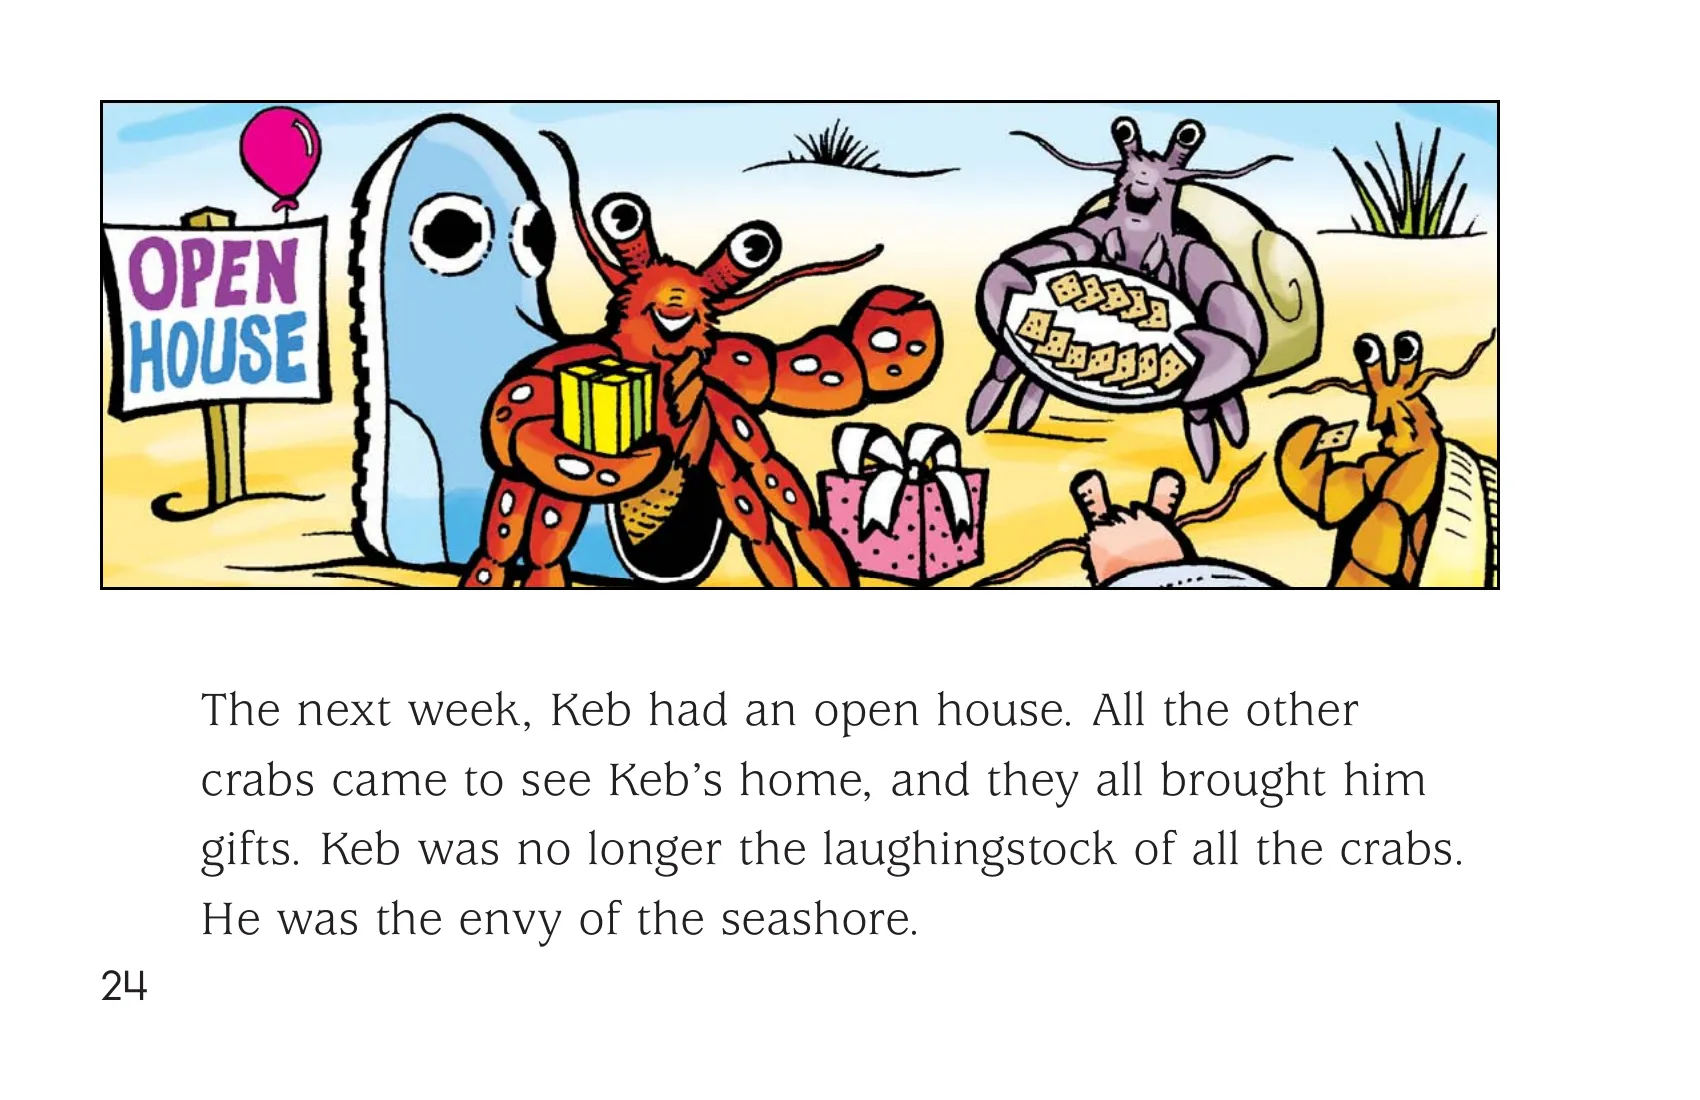 OPEN
HOUSE
The next week, Keb had an open house. All the other
crabs came to see Keb’s home, and they all brought him
gifts. Keb was no longer the laughingstock of all the crabs.
He was the envy of the seashore.
24